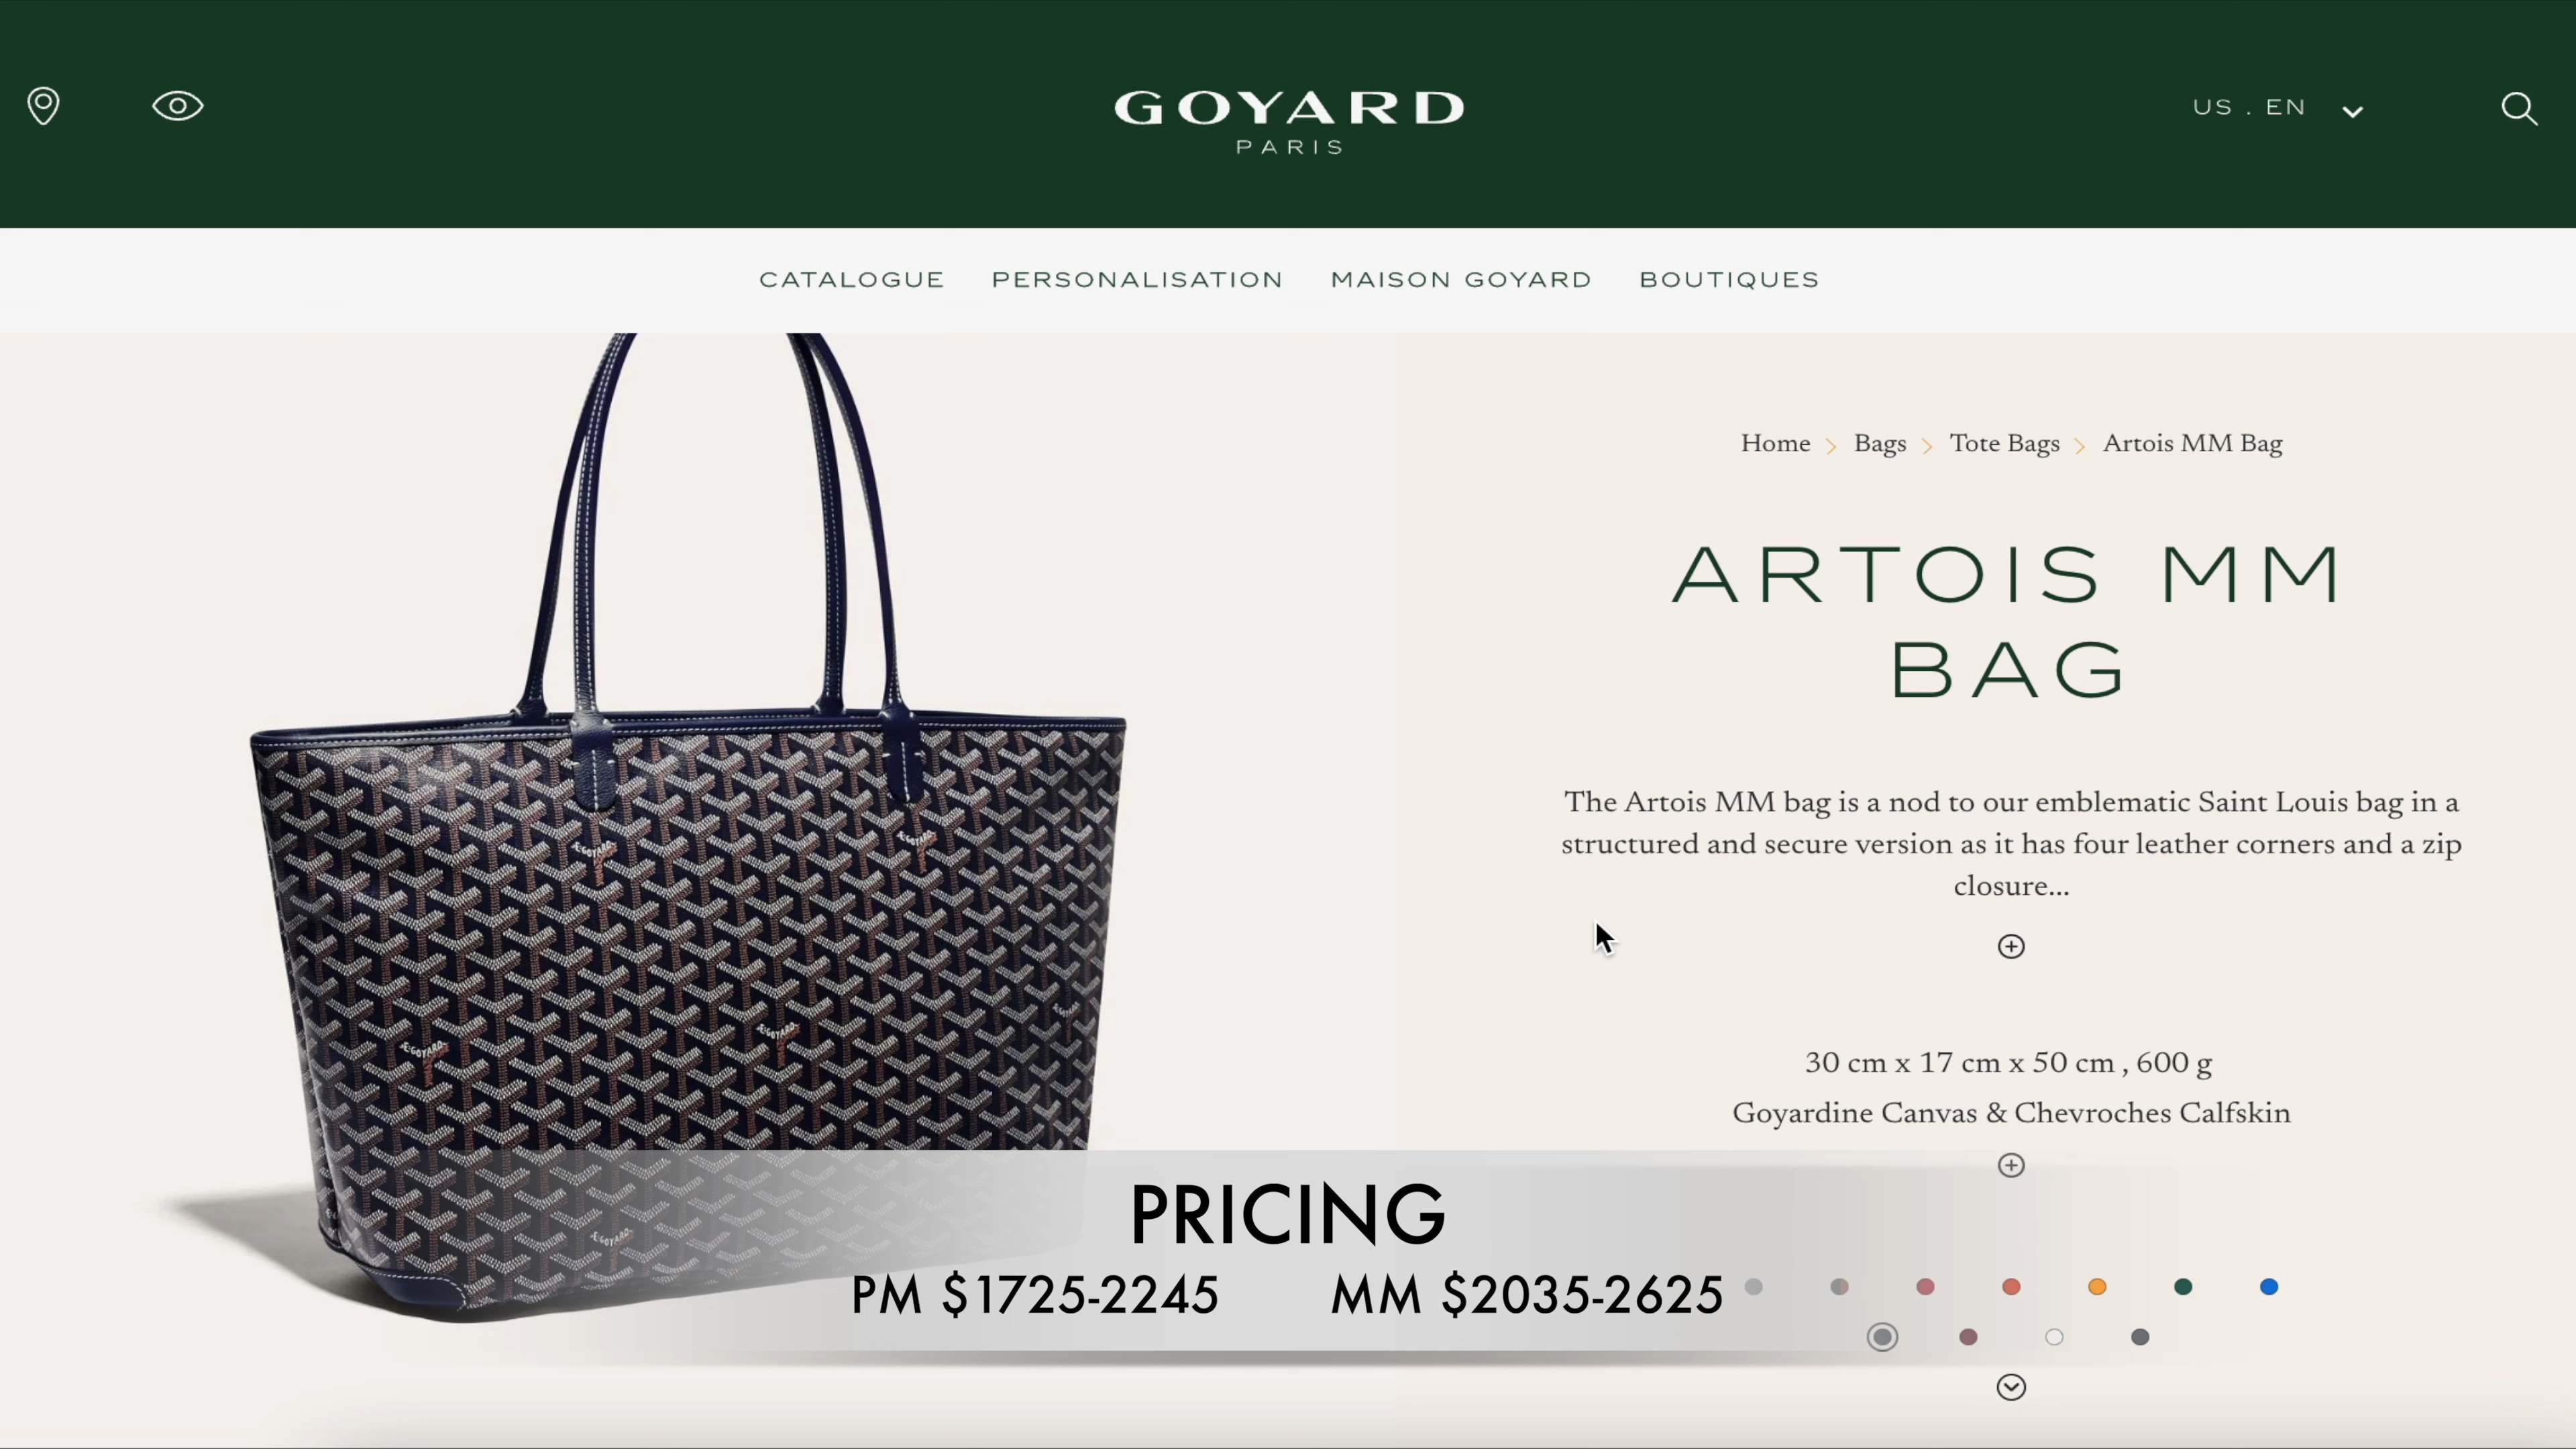 GOYARD
PARIS
US . EN
CATALOGUE PERSONALISATION MAISON GOYARD BOUTIQUES
Home > Bags > Tote Bags > Artois MM Bag
ARTOIS MM
BAG
The Artois MM bag is a nod to our emblematic Saint Louis bag in a
structured and secure version as it has four leather corners and a zip
closure...
30 cm x 17 cm x 50 cm , 600 g
Goyardine Canvas & Chevroches Calfskin
PRICING
PM $1725-2245 MM $2035-2625